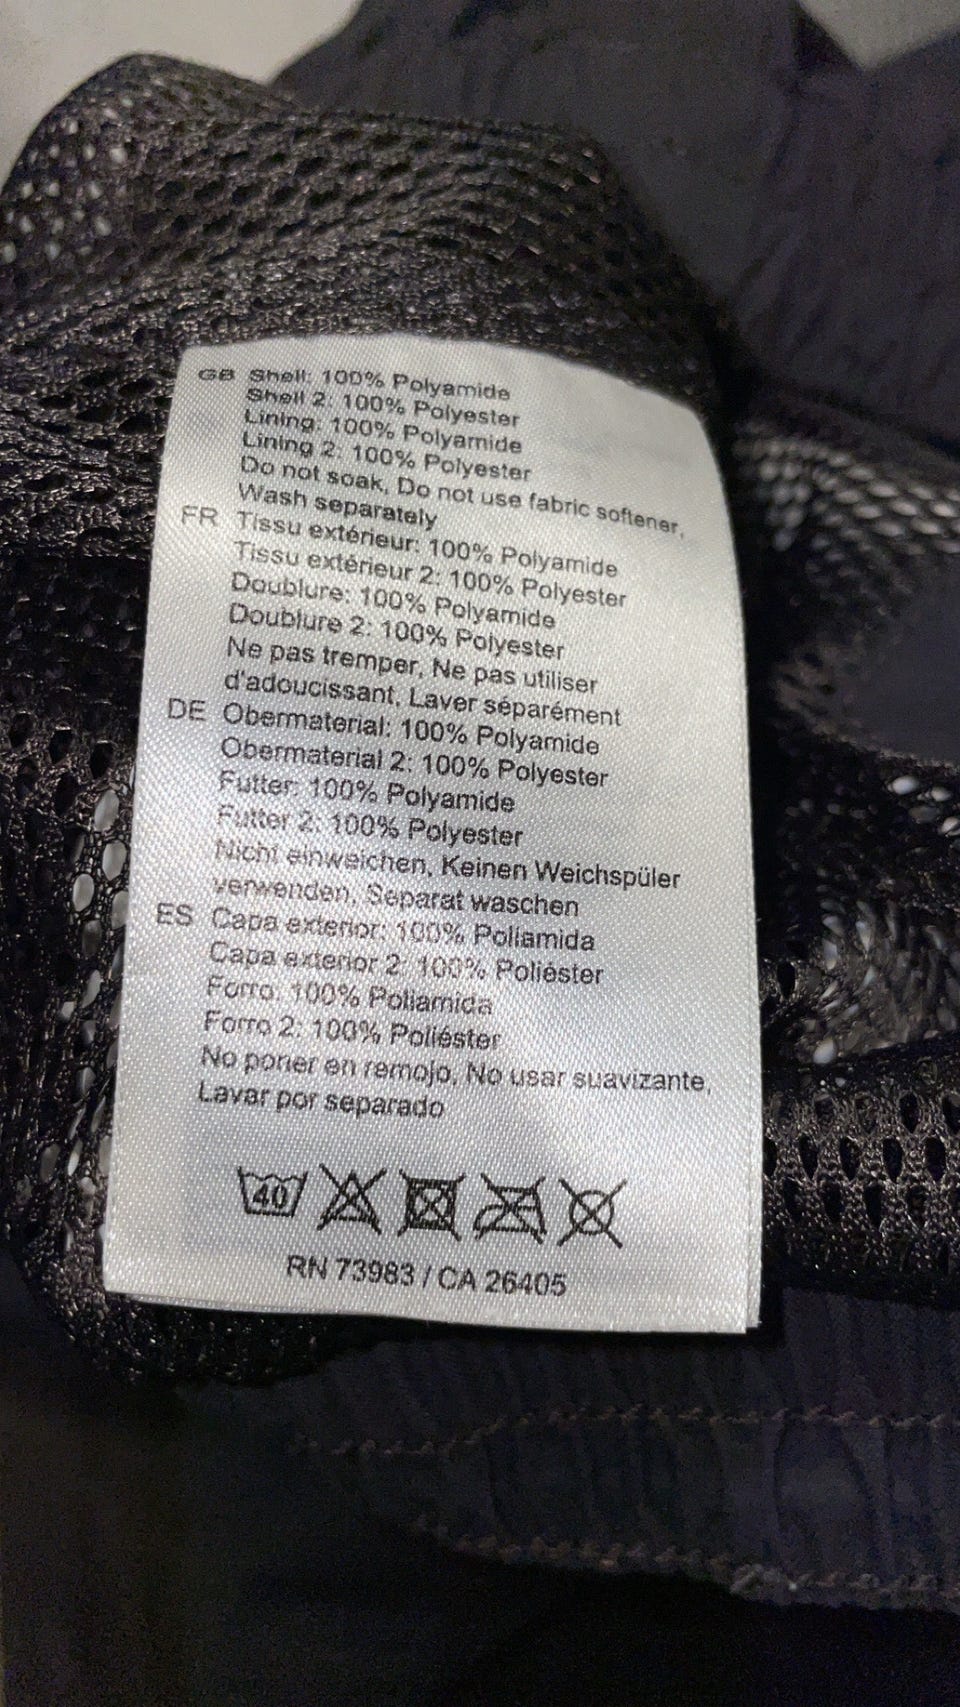 GB Shell: 100% Polyamide
Shell 2: 100% Polyester
Lining: 100% Polyamide
Lining 2: 100% Polyester
Do not soak, Do not use fabric softener,
Wash separately
FR Tissu extérieur: 100% Polyamide
Tissu extérieur 2: 100% Polyester
Doublure: 100% Polyamide
Doublure 2: 100% Polyester
Ne pas tremper, Ne pas utiliser
d'adoucissant, Laver séparément
DE Obermaterial: 100% Polyamide
Obermaterial 2: 100% Polyester
Futter: 100% Polyamide
Futter 2: 100% Polyester
Nicht einweichen, Keinen Weichspüler
verwenden, Separat waschen
ES Capa exterior: 100% Poliamida
Capa exterior 2: 100% Poliéster
Forro: 100% Poliamida
Forro 2: 100% Poliéster
No poner en remojo, No usar suavizante,
Lavar por separado
40
RN 73983 / CA 26405